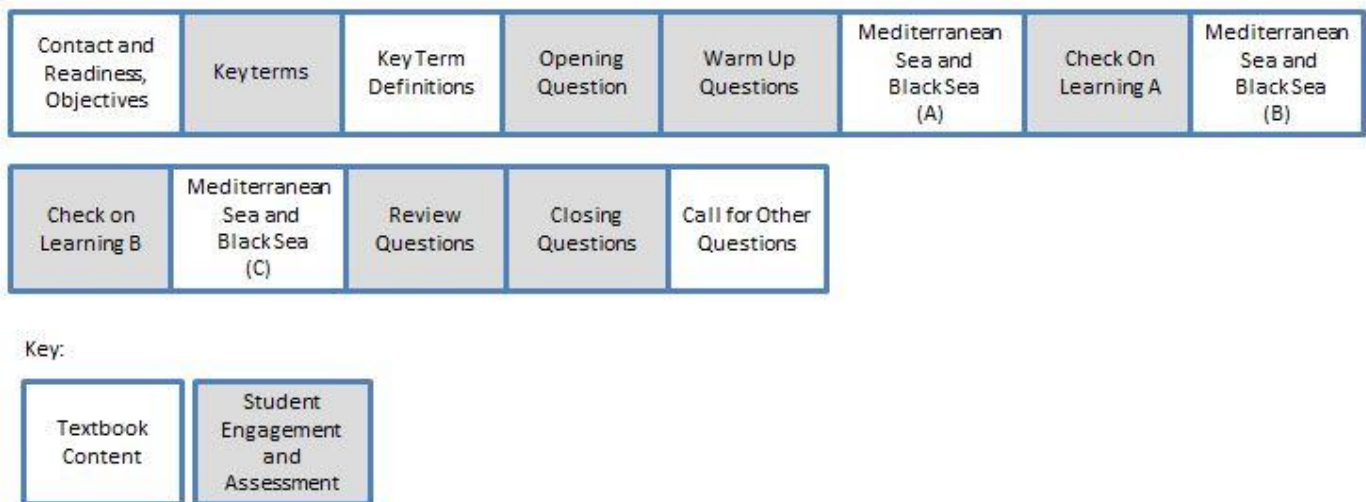 Contact and
Readiness,
Objectives
Key terms
Key Term
Definitions
Opening
Question
Warm Up
Questions
Mediterranean
Sea and
Black Sea
(A)
Check On
Learning A
Mediterranean
Sea and
Black Sea
(B)
Check on
Learning B
Mediterranean
Sea and
Black Sea
(C)
Review
Questions
Closing
Questions
Call for Other
Questions
Key:
Textbook
Content
Student
Engagement
and
Assessment